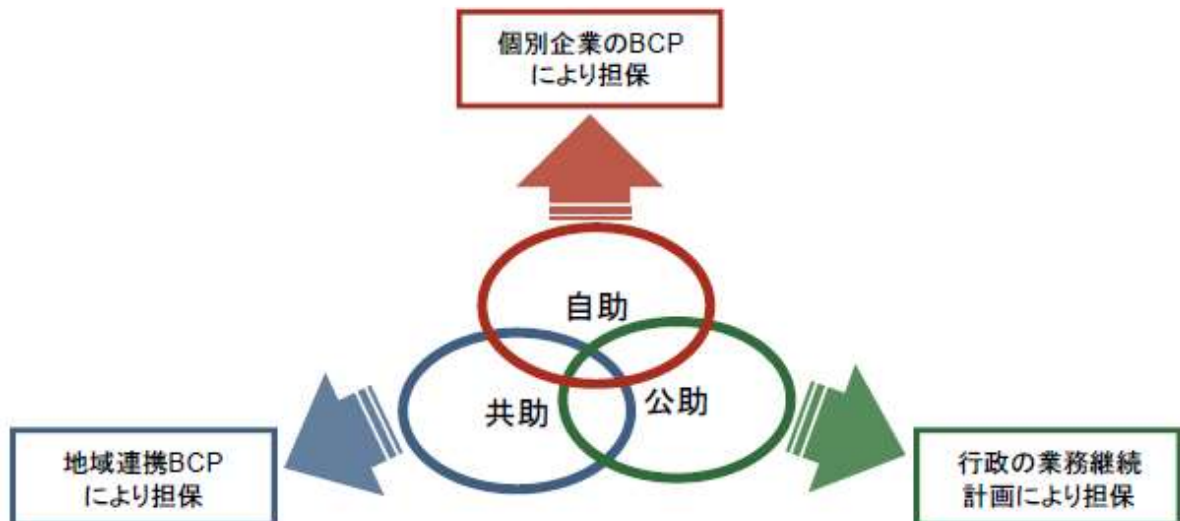 個別企業のBCP
により担保
自助
共助
公助
地域連携BCP
により担保
行政の業務継続
計画により担保